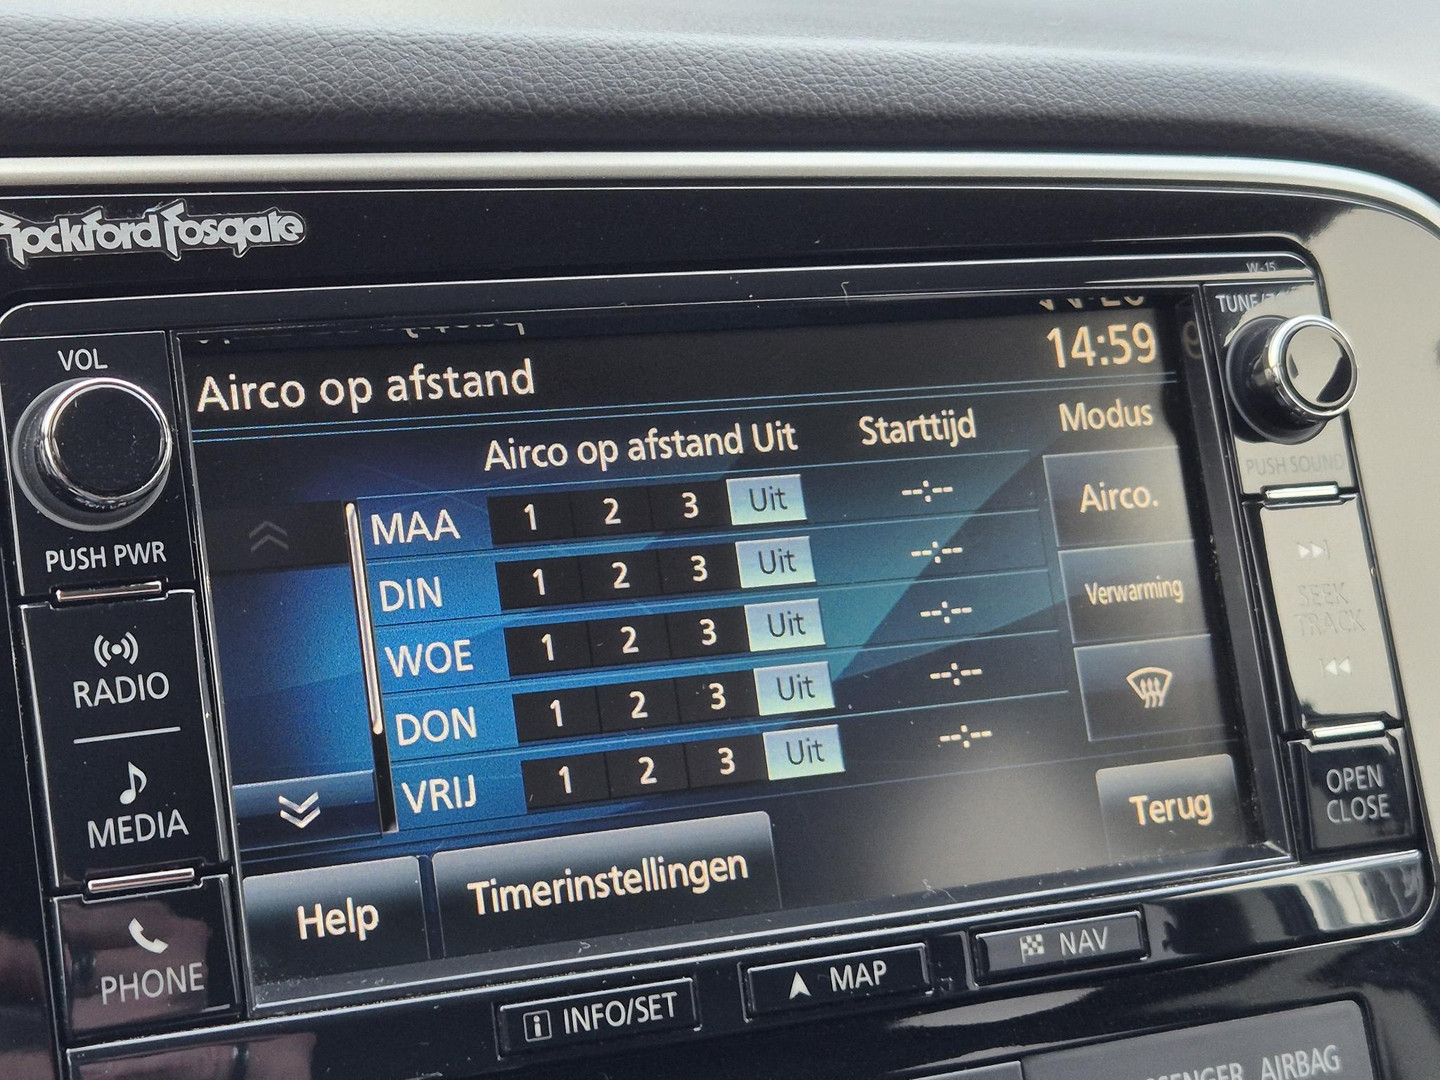 Rockford Fosgate
W-15
VOL
PUSH PWR
RADIO
MEDIA
PHONE
14:59
Airco op afstand
Airco op afstand Uit Starttijd Modus
MAA 1 2 3 Uit --:--
DIN 1 2 3 Uit --:--
WOE 1 2 3 Uit --:--
DON 1 2 3 Uit --:--
VRIJ 1 2 3 Uit --:--
Airco.
Verwarming
Terug
Help
Timerinstellingen
PUSH SOUND
SEEK
TRACK
OPEN
CLOSE
INFO/SET
MAP
NAV
AIRBAG